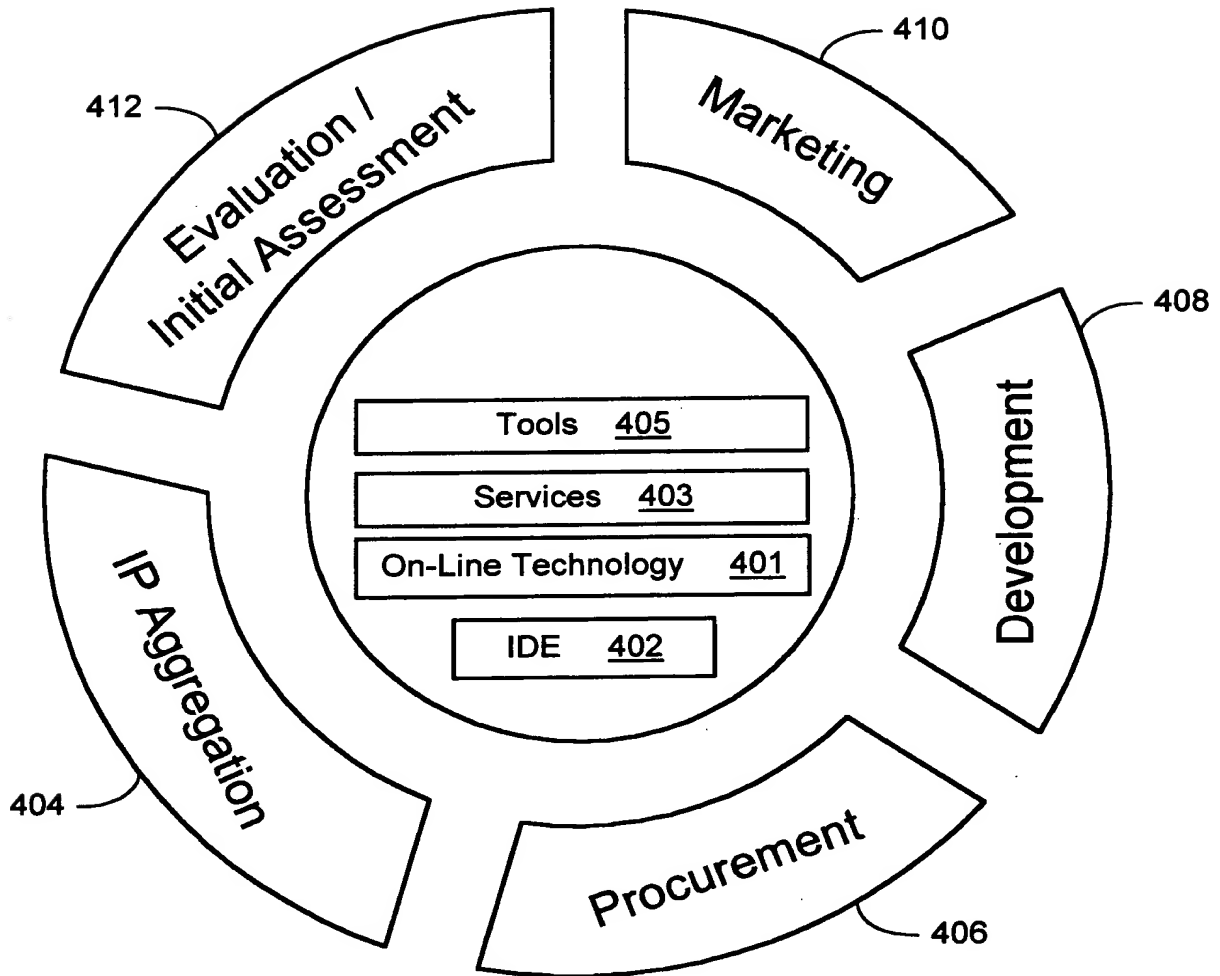 410
Marketing
412
Evaluation /
Initial Assessment
408
Development
Tools 405
Services 403
On-Line Technology 401
IDE 402
IP Aggregation
404
Procurement
406